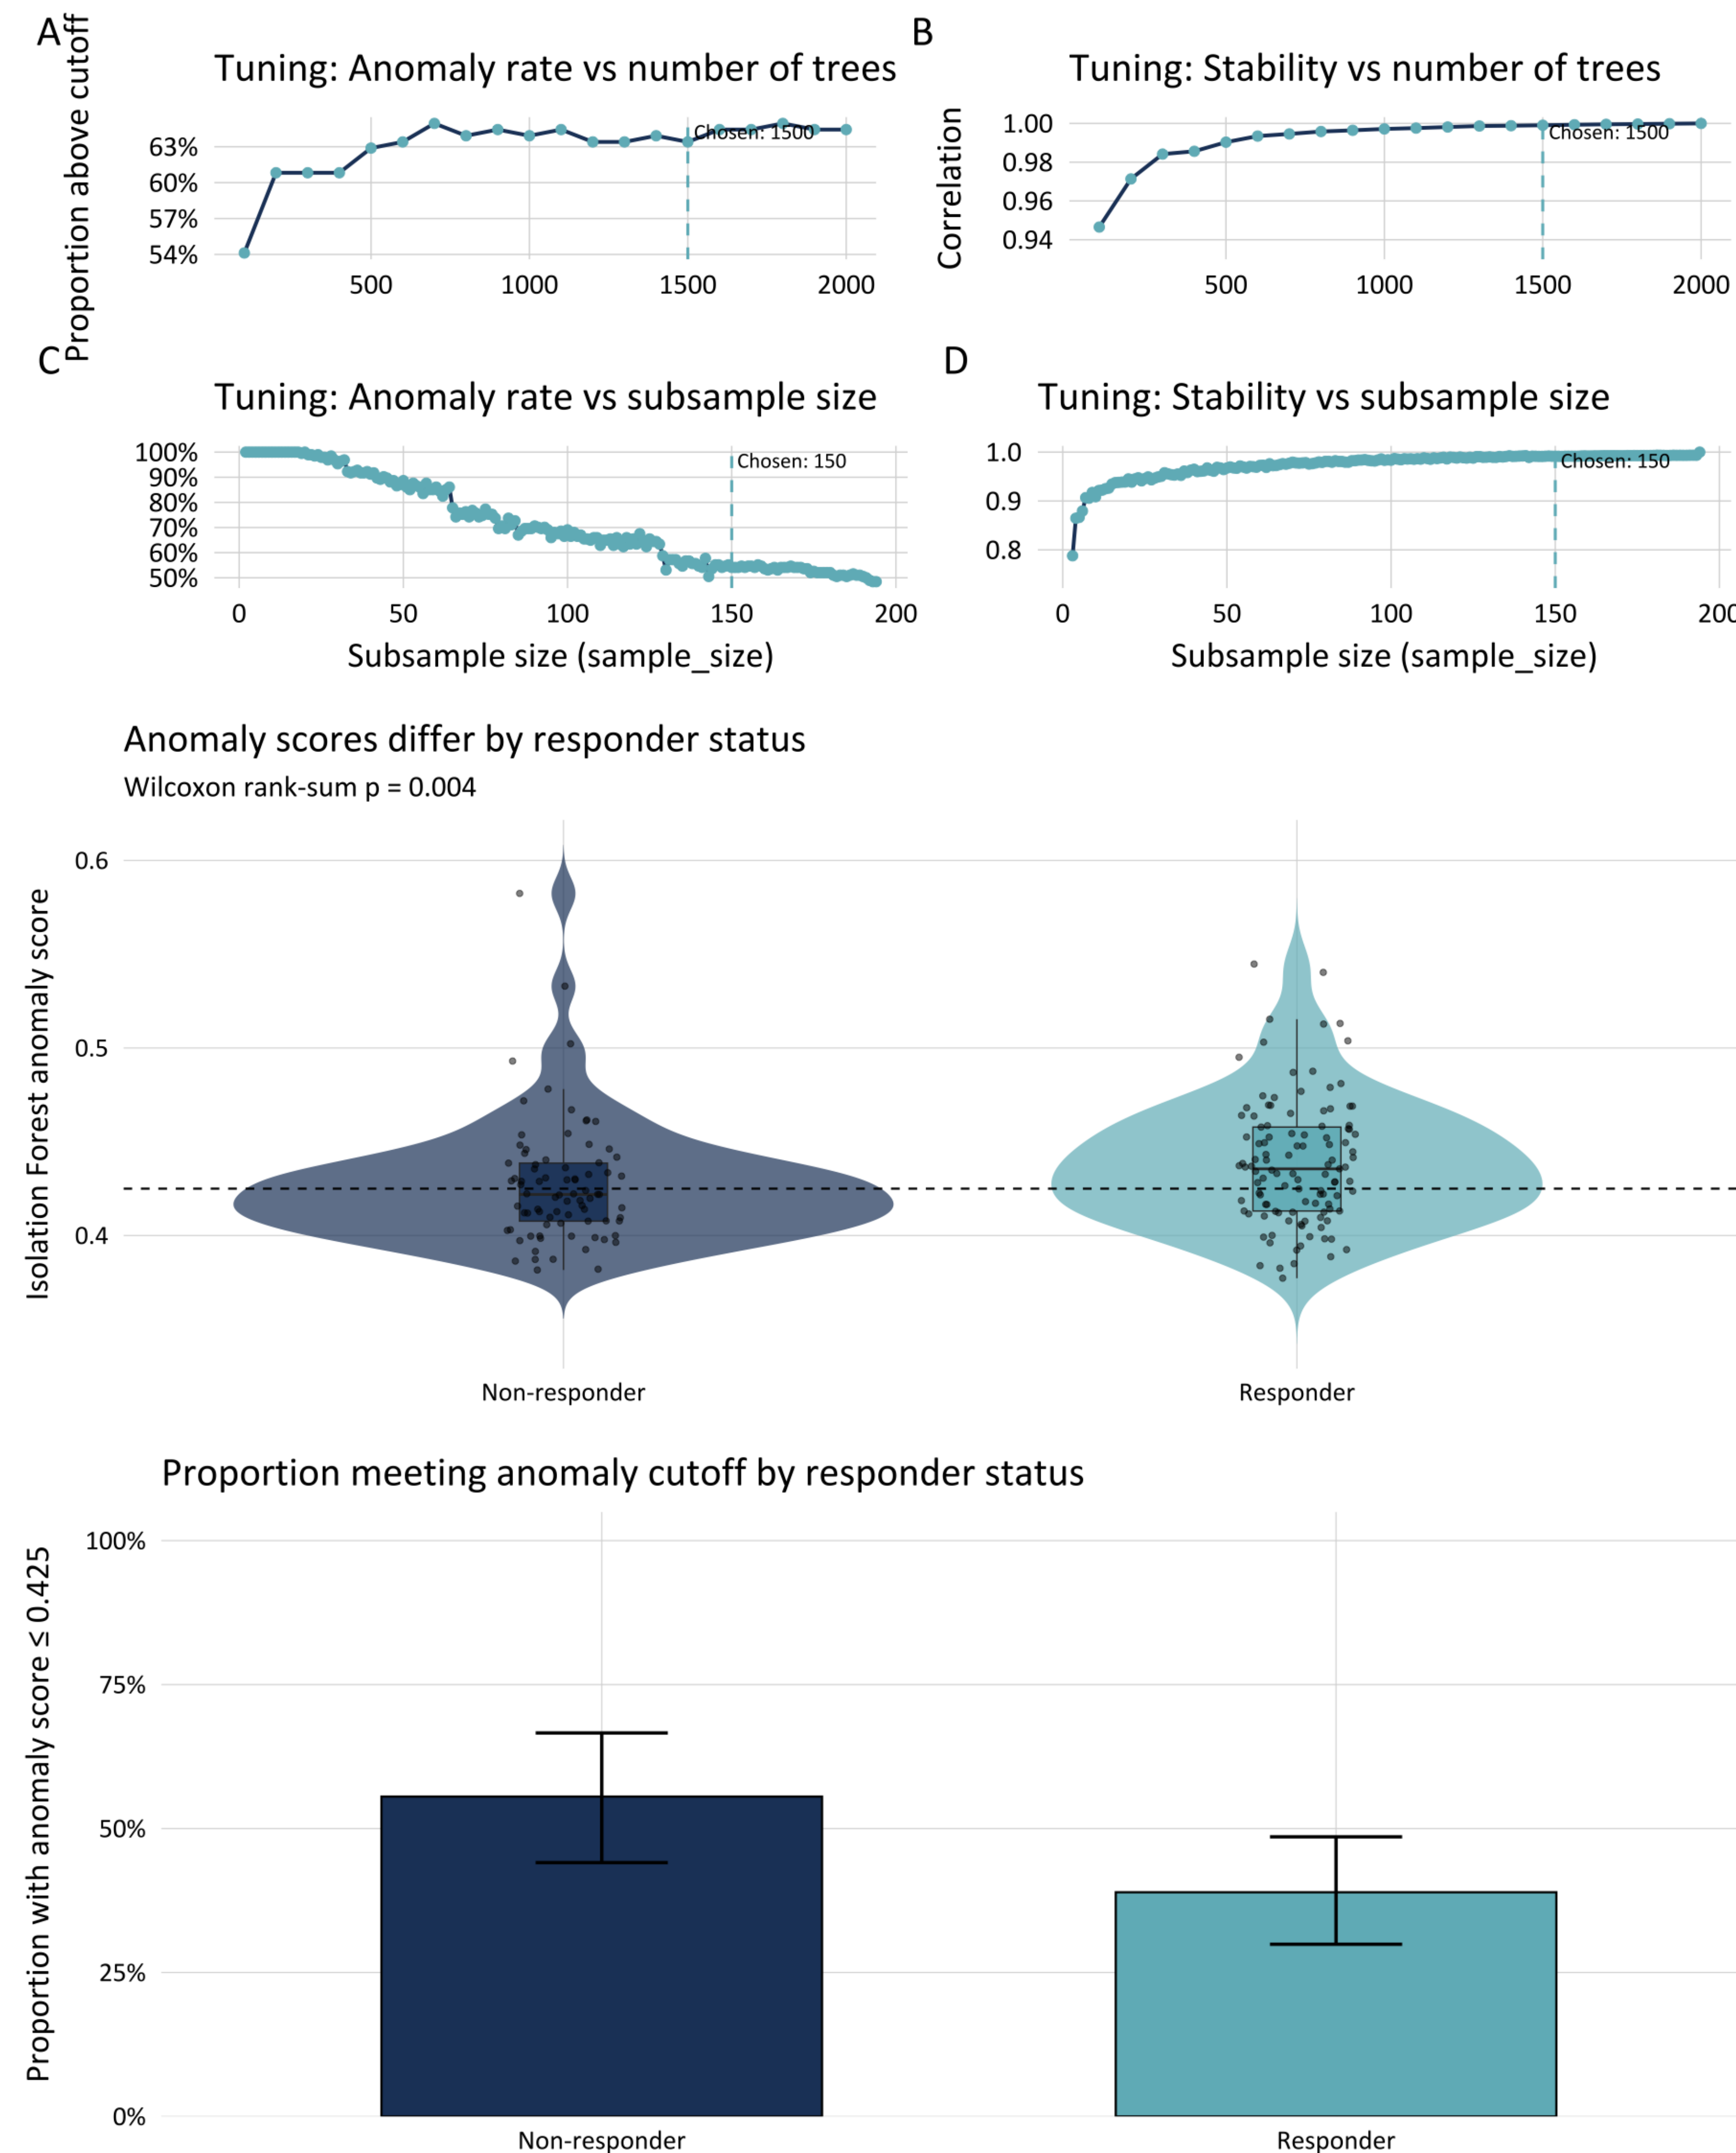 A
Tuning: Anomaly rate vs number of trees
Proportion above cutoff
63%
60%
57%
54%
Chosen: 1500
500 1000 1500 2000
B
Tuning: Stability vs number of trees
Correlation
1.00
0.98
0.96
0.94
Chosen: 1500
500 1000 1500 2000
C
Tuning: Anomaly rate vs subsample size
100%
90%
80%
70%
60%
50%
Chosen: 150
0 50 100 150 200
Subsample size (sample_size)
D
Tuning: Stability vs subsample size
1.0
0.9
0.8
Chosen: 150
0 50 100 150 200
Subsample size (sample_size)
Anomaly scores differ by responder status
Wilcoxon rank-sum p = 0.004
Isolation Forest anomaly score
0.6
0.5
0.4
Non-responder Responder
Proportion meeting anomaly cutoff by responder status
Proportion with anomaly score ≤ 0.425
100%
75%
50%
25%
0%
Non-responder Responder